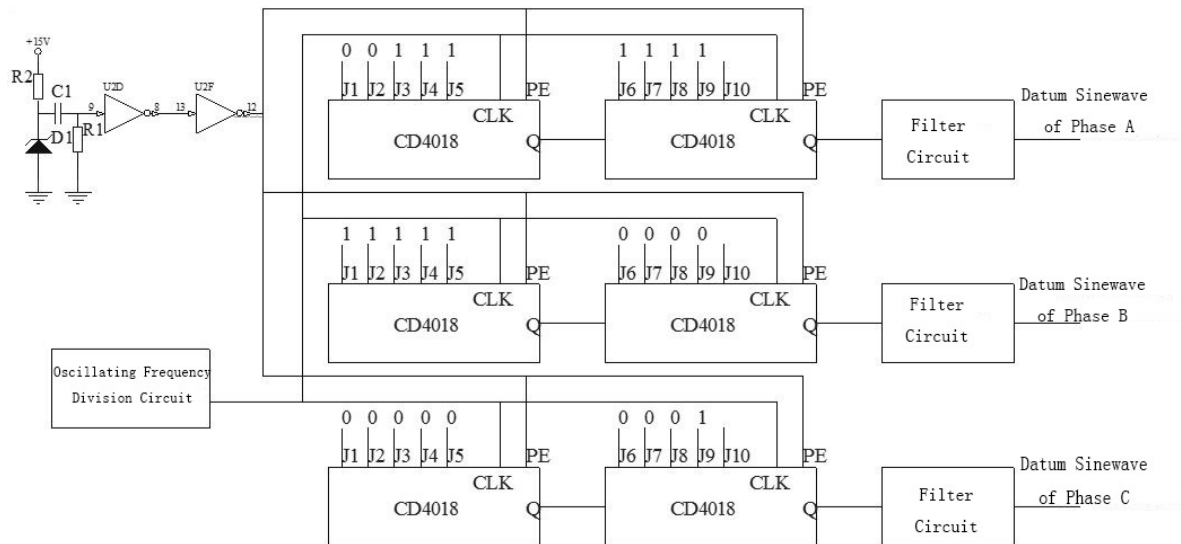 +15V
R2
C1
U2D
U2F
9
8
13
12
D1
R1
0 0 1 1 1
1 1 1 1
J1 J2 J3 J4 J5
PE
J6 J7 J8 J9 J10
PE
CLK
CLK
CD4018
Q
CD4018
Q
Filter
Circuit
Datum Sinewave
of Phase A
1 1 1 1 1
0 0 0 0
J1 J2 J3 J4 J5
PE
J6 J7 J8 J9 J10
PE
CLK
CLK
CD4018
Q
CD4018
Q
Filter
Circuit
Datum Sinewave
of Phase B
Oscillating Frequency
Division Circuit
0 0 0 0 0
0 0 0 1
J1 J2 J3 J4 J5
PE
J6 J7 J8 J9 J10
PE
CLK
CLK
CD4018
Q
CD4018
Q
Filter
Circuit
Datum Sinewave
of Phase C